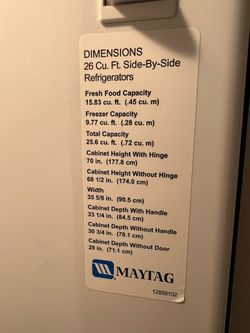 DIMENSIONS
26 Cu. Ft. Side-By-Side
Refrigerators
Fresh Food Capacity
15.83 cu. ft. (.45 cu. m)
Freezer Capacity
9.77 cu. ft. (.28 cu. m)
Total Capacity
25.6 cu. ft. (.72 cu. m)
Cabinet Height With Hinge
70 in. (177.8 cm)
Cabinet Height Without Hinge
68 1/2 in. (174.0 cm)
Width
35 5/8 in. (90.5 cm)
Cabinet Depth With Handle
33 1/4 in. (84.5 cm)
Cabinet Depth Without Handle
30 3/4 in. (78.1 cm)
Cabinet Depth Without Door
28 in. (71.1 cm)
MAYTAG
12858102